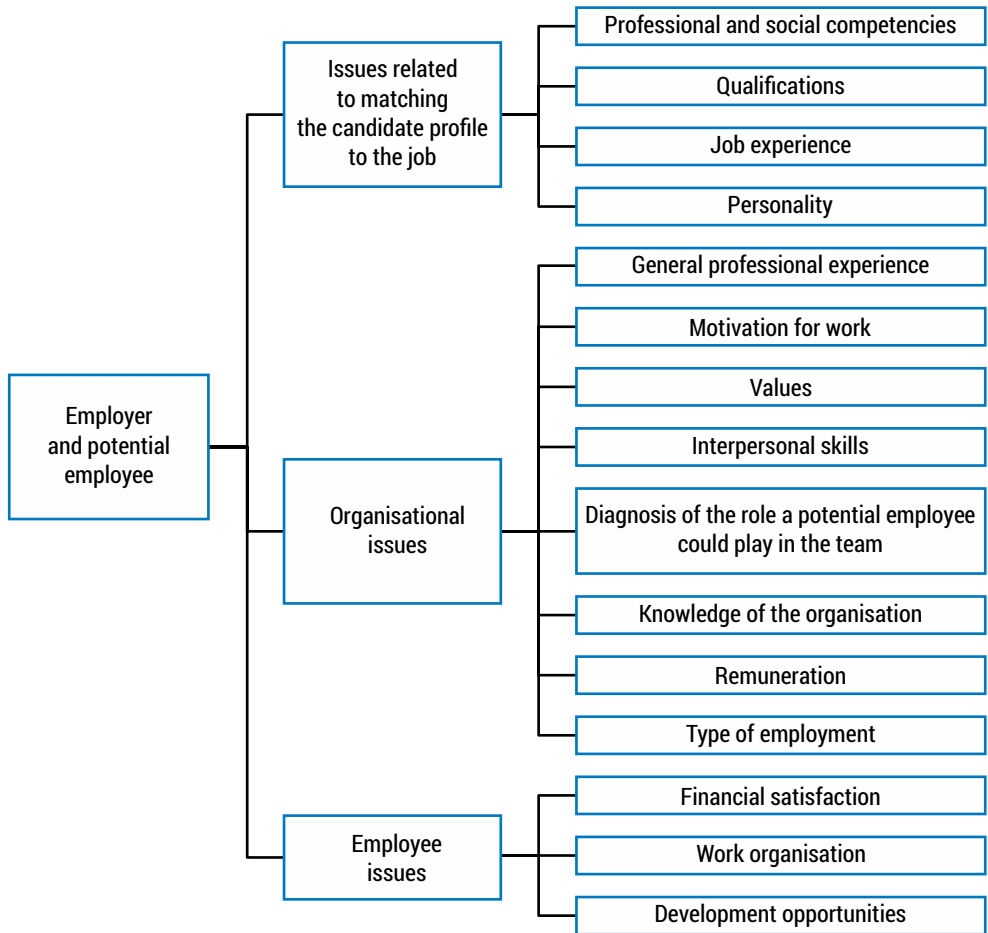 Employer
and potential
employee
Issues related
to matching
the candidate profile
to the job
Professional and social competencies
Qualifications
Job experience
Personality
Organisational
issues
General professional experience
Motivation for work
Values
Interpersonal skills
Diagnosis of the role a potential employee
could play in the team
Knowledge of the organisation
Remuneration
Type of employment
Employee
issues
Financial satisfaction
Work organisation
Development opportunities